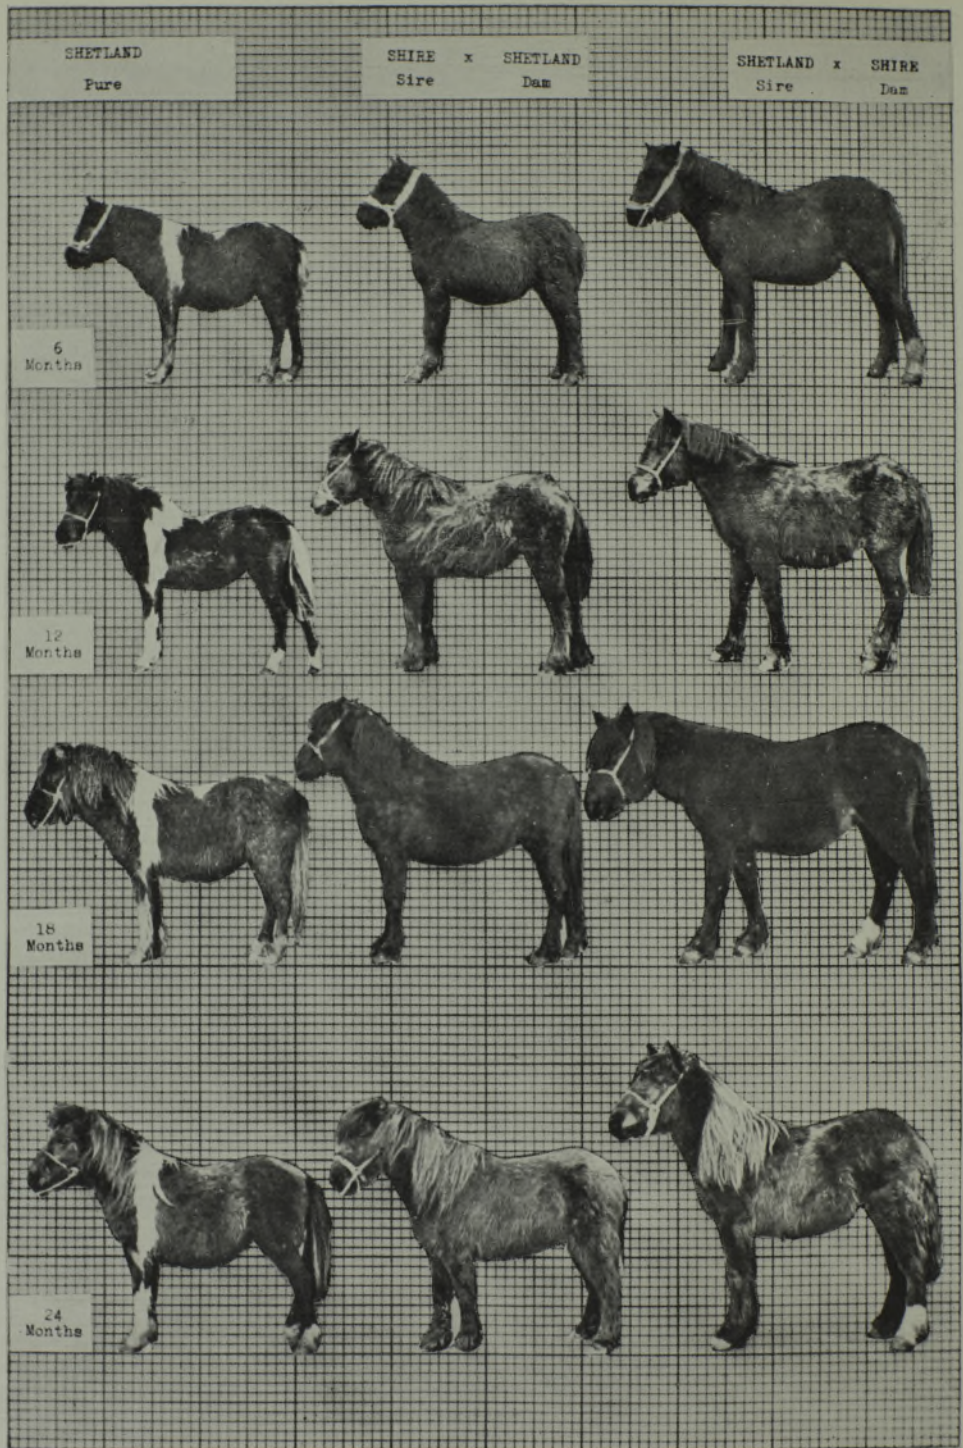 SHETLAND
Pure
SHIRE x SHETLAND
Sire Dam
SHETLAND x SHIRE
Sire Dam
6
Months
12
Months
18
Months
24
Months